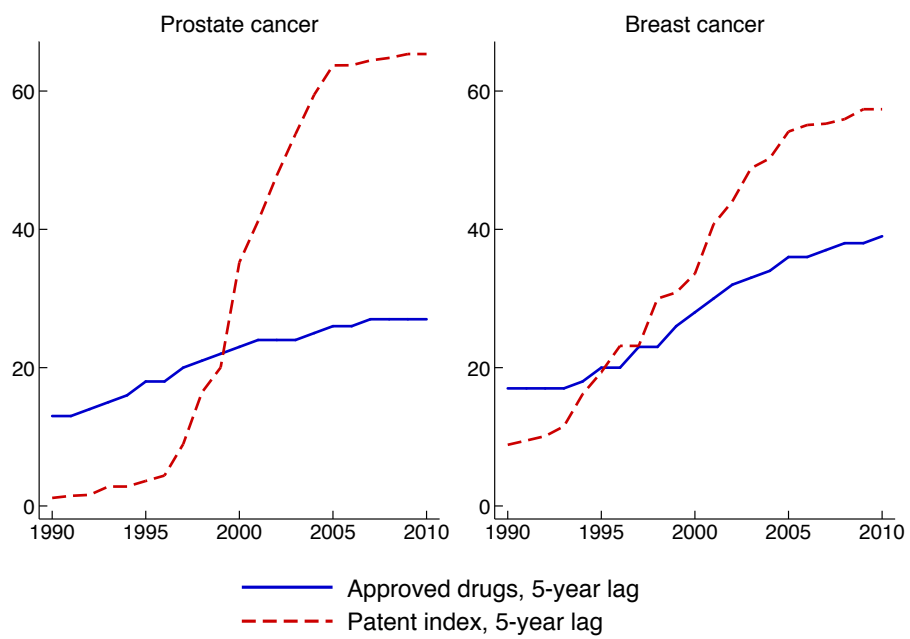 Prostate cancer
60
40
20
0
1990 1995 2000 2005 2010
Breast cancer
60
40
20
0
1990 1995 2000 2005 2010
Approved drugs, 5-year lag
Patent index, 5-year lag